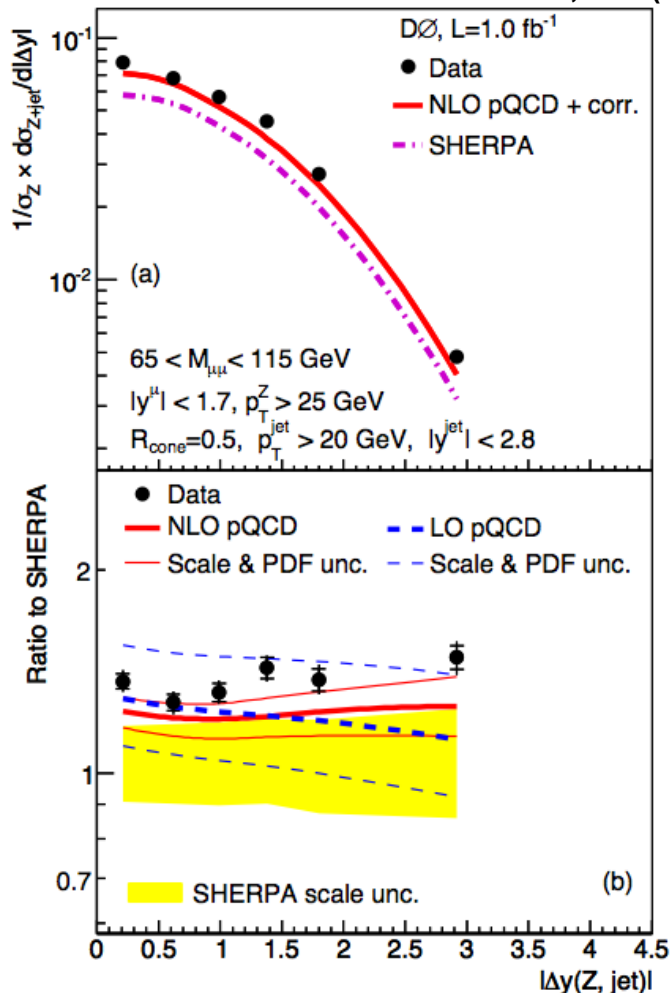 DØ, L=1.0 fb⁻¹
Data
NLO pQCD + corr.
SHERPA
1/σ_Z × dσ_Z+jet/d|Δy|
10⁻¹
10⁻²
(a)
65 < M_μμ < 115 GeV
|y^μ| < 1.7, p_T^Z > 25 GeV
R_cone=0.5, p_T^jet > 20 GeV, |y^jet| < 2.8
Data
NLO pQCD LO pQCD
Scale & PDF unc. Scale & PDF unc.
Ratio to SHERPA
2
1
0.7
SHERPA scale unc. (b)
0 0.5 1 1.5 2 2.5 3 3.5 4 4.5
|Δy(Z, jet)|